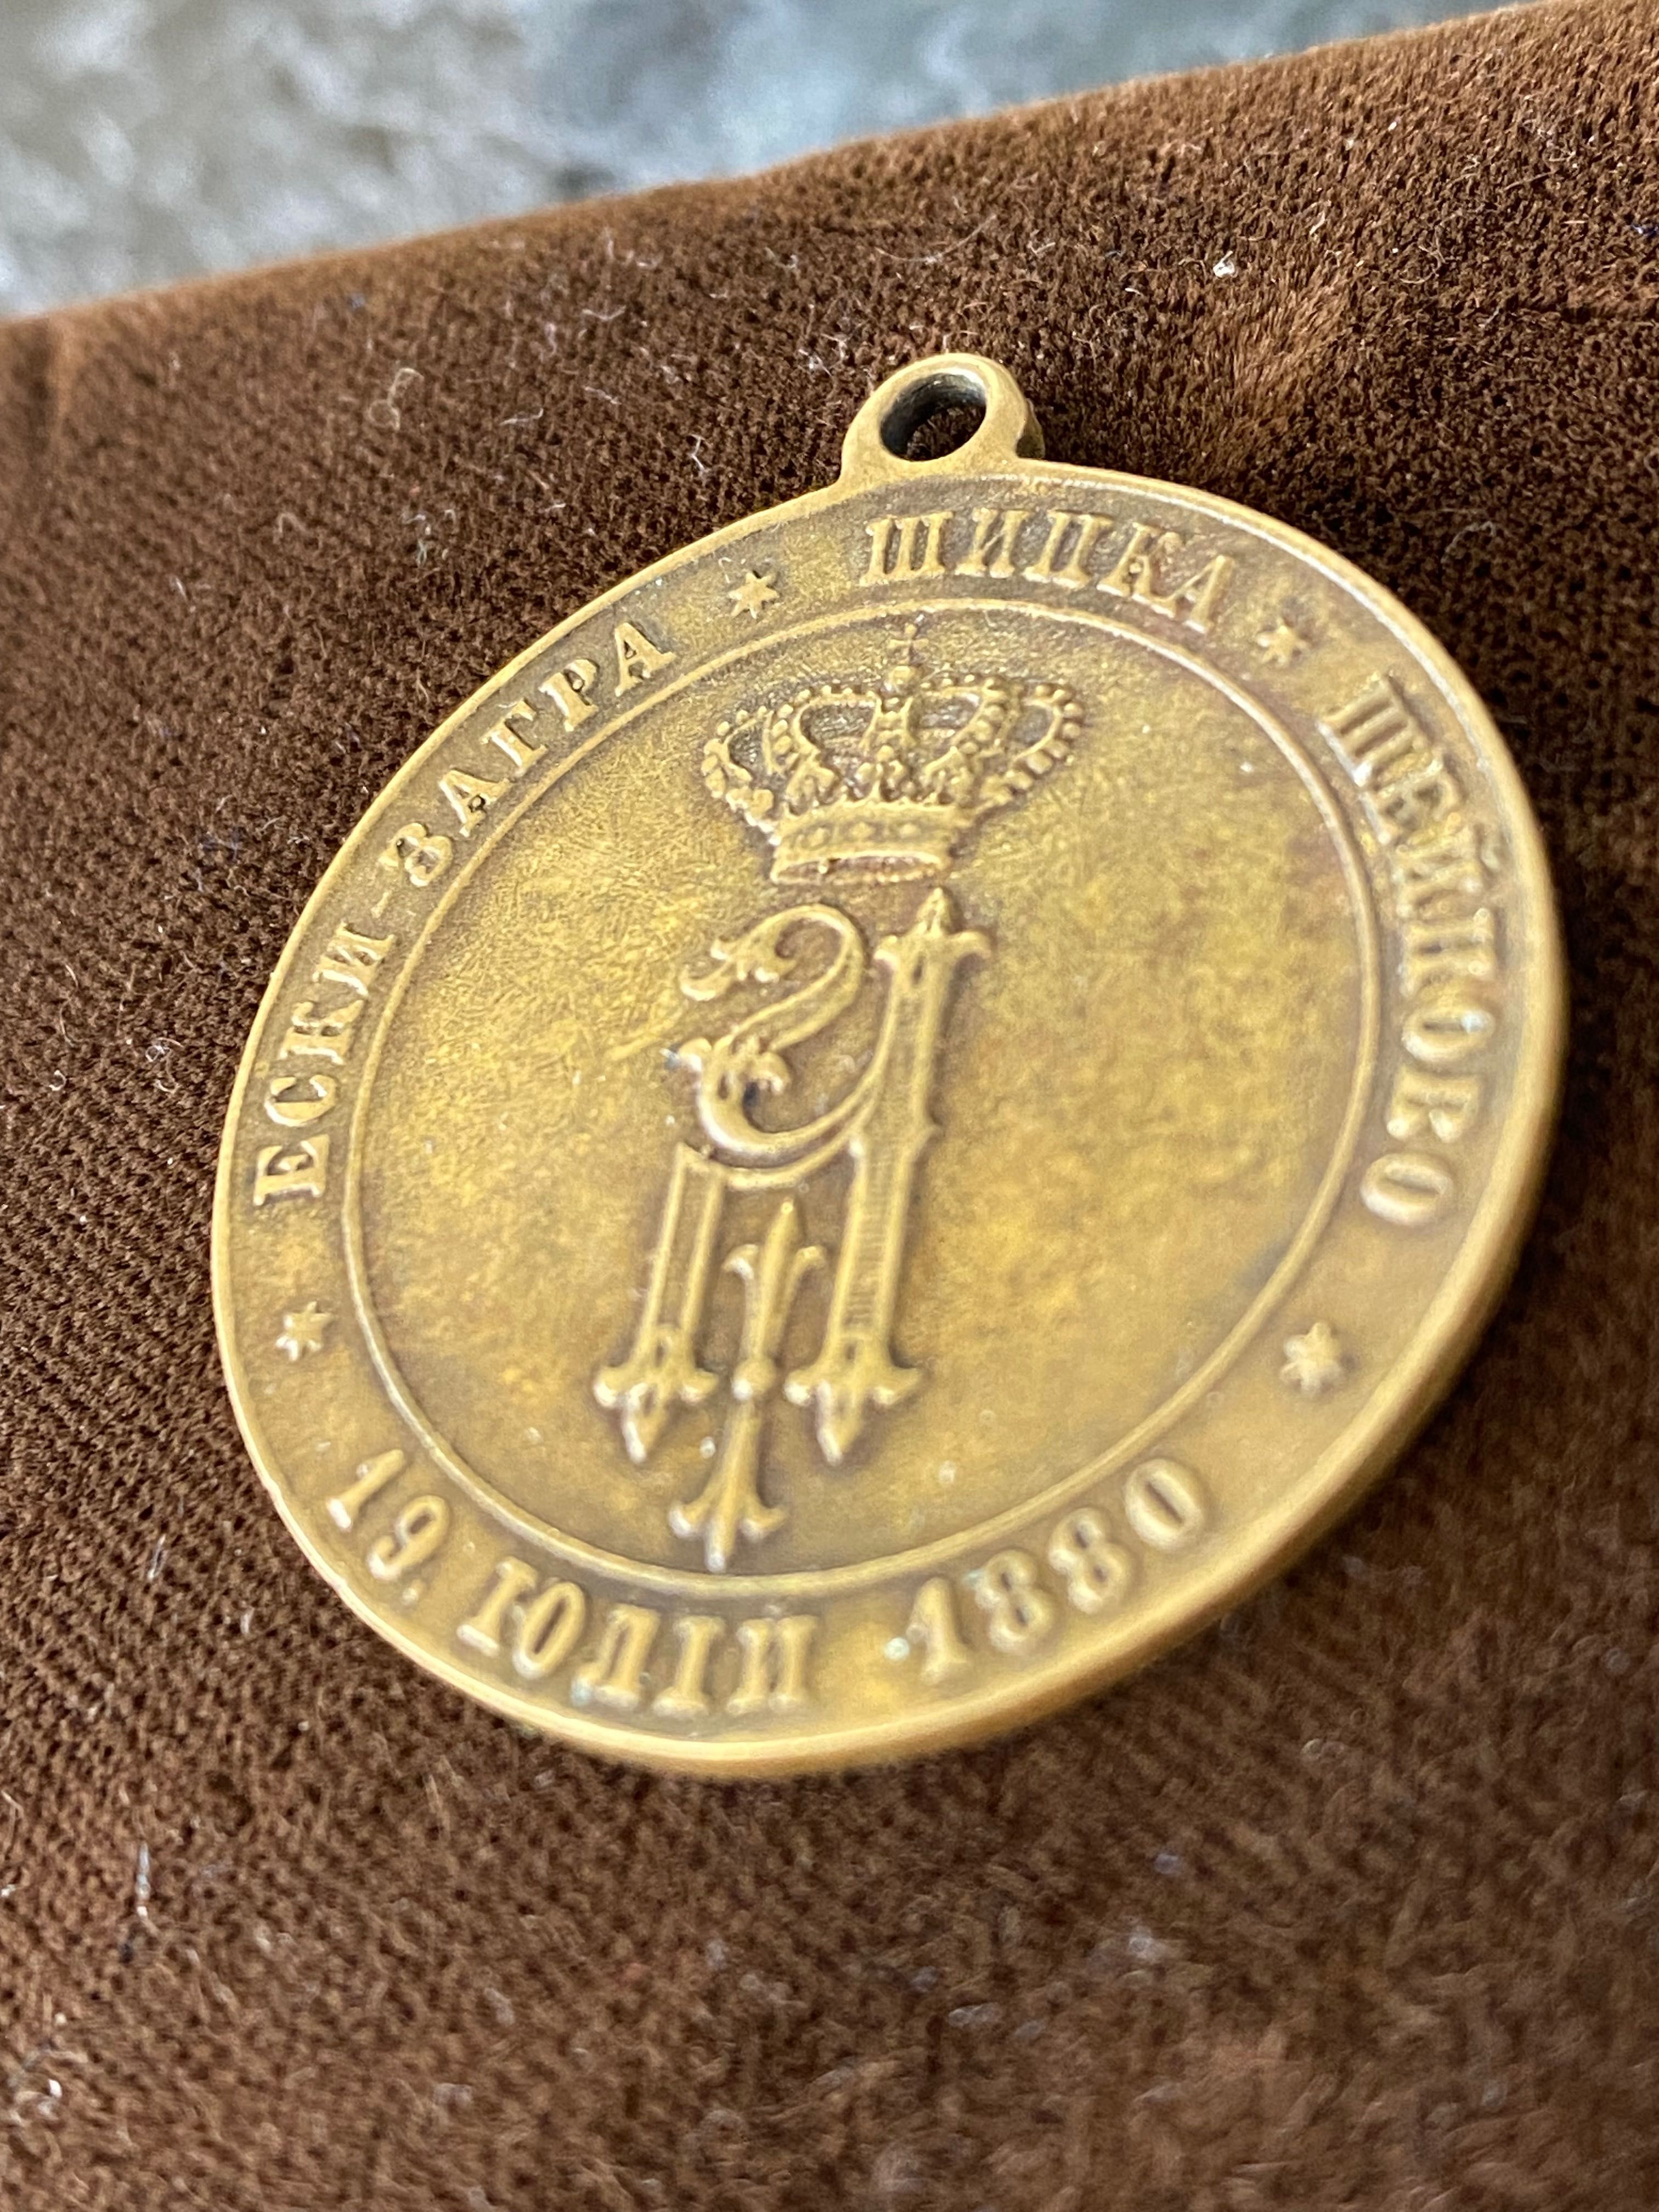 ЕСКИ-ЗАГРА * ШИПКА * ШЕЙНОВО *
19. ЮЛІИ 1880